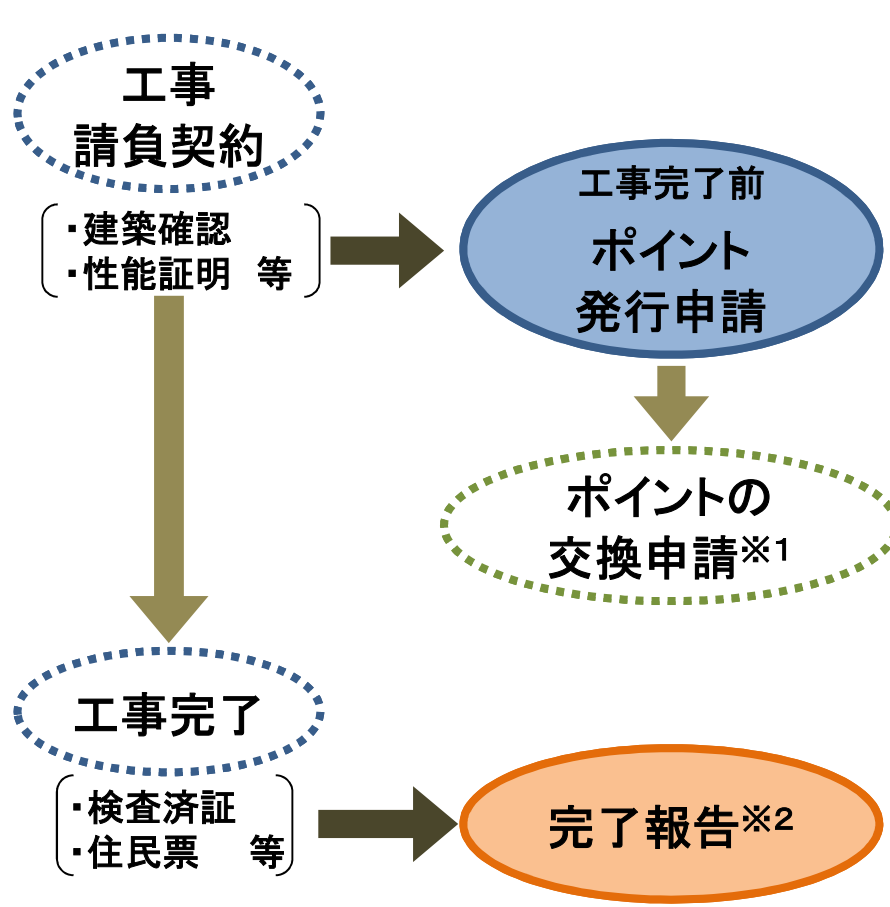 工事
請負契約
・建築確認
・性能証明 等
工事完了前
ポイント
発行申請
ポイントの
交換申請※1
工事完了
・検査済証
・住民票 等
完了報告※2